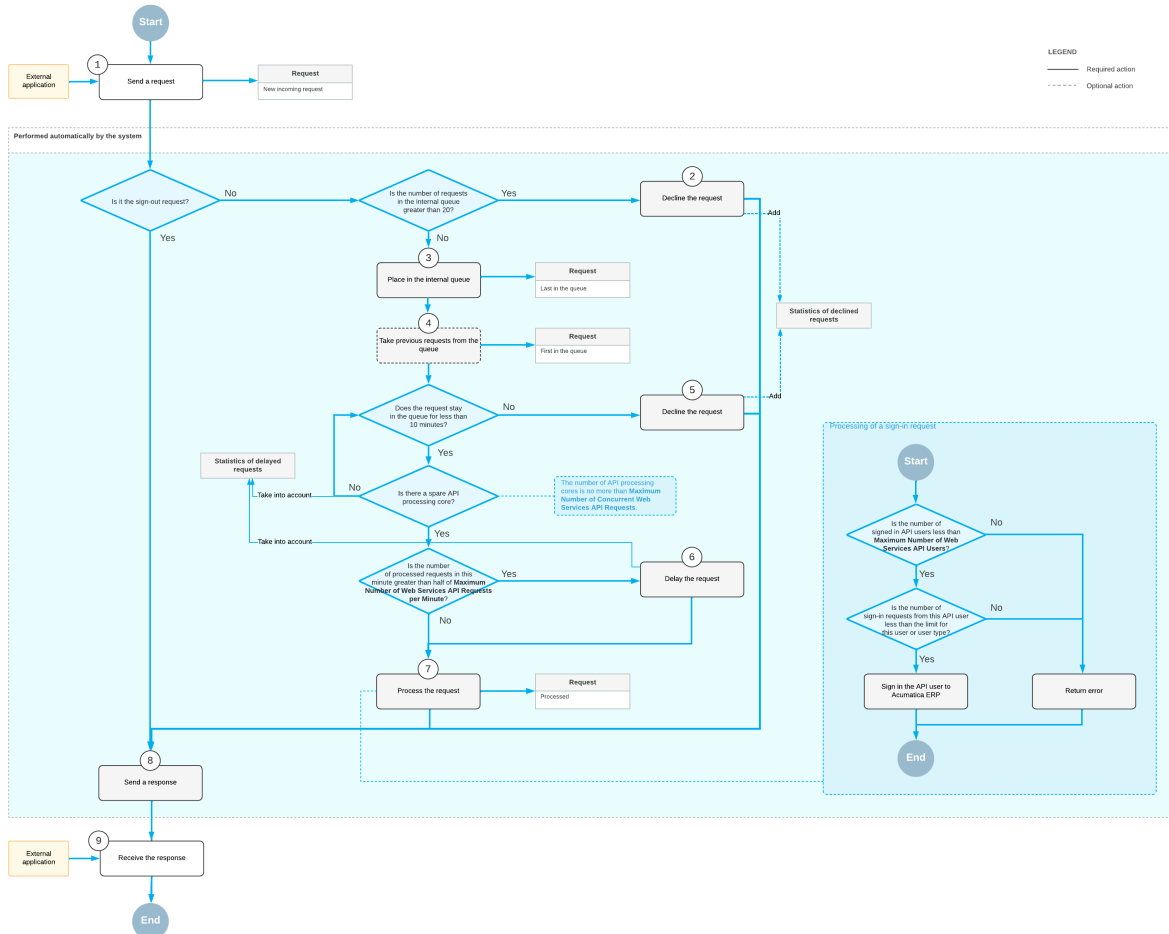 Start
LEGEND
1
External
application
Send a request
Request
New incoming request
Required action
Optional action
Performed automatically by the system
Is it the sign-out request?
No
Yes
Is the number of requests
in the internal queue
greater than 20?
Yes
No
2
Decline the request
Add
3
Place in the internal queue
Request
Last in the queue
Statistics of declined
requests
4
Take previous requests from the
queue
Request
First in the queue
Does the request stay
in the queue for less than
10 minutes?
No
Yes
5
Decline the request
Add
Statistics of delayed
requests
Take into account
No
Is there a spare API
processing core?
Yes
The number of API processing
cores is no more than Maximum
Number of Concurrent Web
Services API Requests.
Take into account
Is the number
of processed requests in this
minute greater than half of Maximum
Number of Web Services API Requests
per Minute?
Yes
No
6
Delay the request
7
Process the request
Request
Processed
Processing of a sign-in request
Start
Is the number of
signed in API users less than
Maximum Number of Web
Services API Users?
No
Yes
Is the number of
sign-in requests from this API user
less than the limit for
this user or user type?
No
Yes
Sign in the API user to
Acumatica ERP
Return error
End
8
Send a response
9
External
application
Receive the response
End